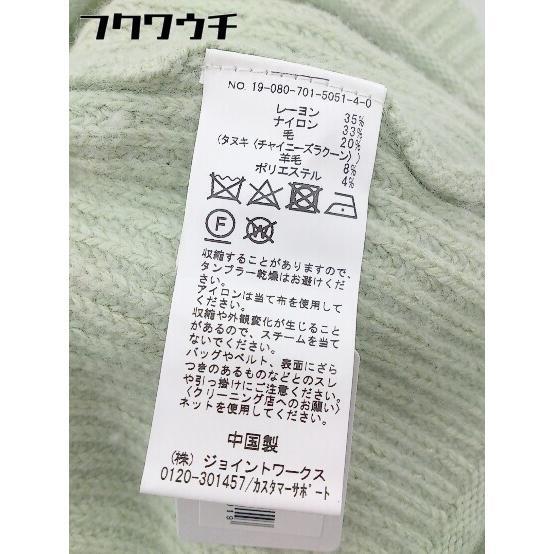 フクワウチ
NO 19-080-701-5051-4-0
レーヨン 35%
ナイロン 33%
毛 20%
(タヌキ (チャイニーズラクーン) )
羊毛 8%
ポリエステル 4%
F W
収縮することがありますので、
タンブラー乾燥はお避けくだ
さい。
アイロンは当て布を使用して
ください。
収縮や外観変化が生じること
があるので、スチームを当て
ないでください。
バッグやベルト、表面にざら
つきのあるものなどとのスレ
や引っ掛けにご注意ください。
〈クリーニング店へのお願い〉
ネットを使用してください。
中国製
(株) ジョイントワークス
0120-301457/カスタマーサポート